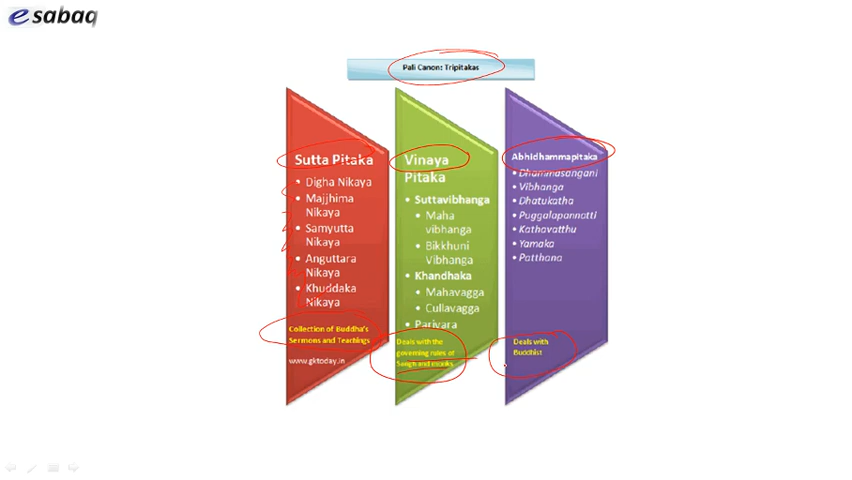 esabaq
Pali Canon: Tripitakas
Sutta Pitaka
• Digha Nikaya
• Majjhima
Nikaya
• Samyutta
Nikaya
• Anguttara
Nikaya
• Khuddaka
Nikaya
Collection of Buddha's
Sermons and Teachings
www.gktoday.in
Vinaya
Pitaka
• Suttavibhanga
• Maha
vibhanga
• Bikkhuni
Vibhanga
• Khandhaka
• Mahavagga
• Cullavagga
• Parivara
Deals with the
governing rules of
Sangh and monks
Abhidhammapitaka
• Dhammasangani
• Vibhanga
• Dhatukatha
• Puggalapannatti
• Kathavatthu
• Yamaka
• Patthana
Deals with
Buddhist